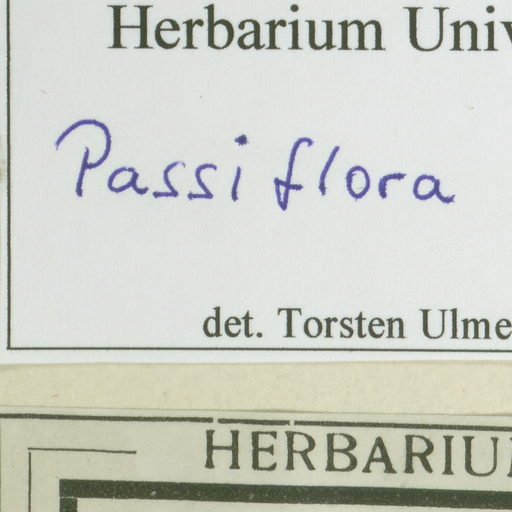 Herbarium Univ
Passiflora
det. Torsten Ulme
HERBARIU